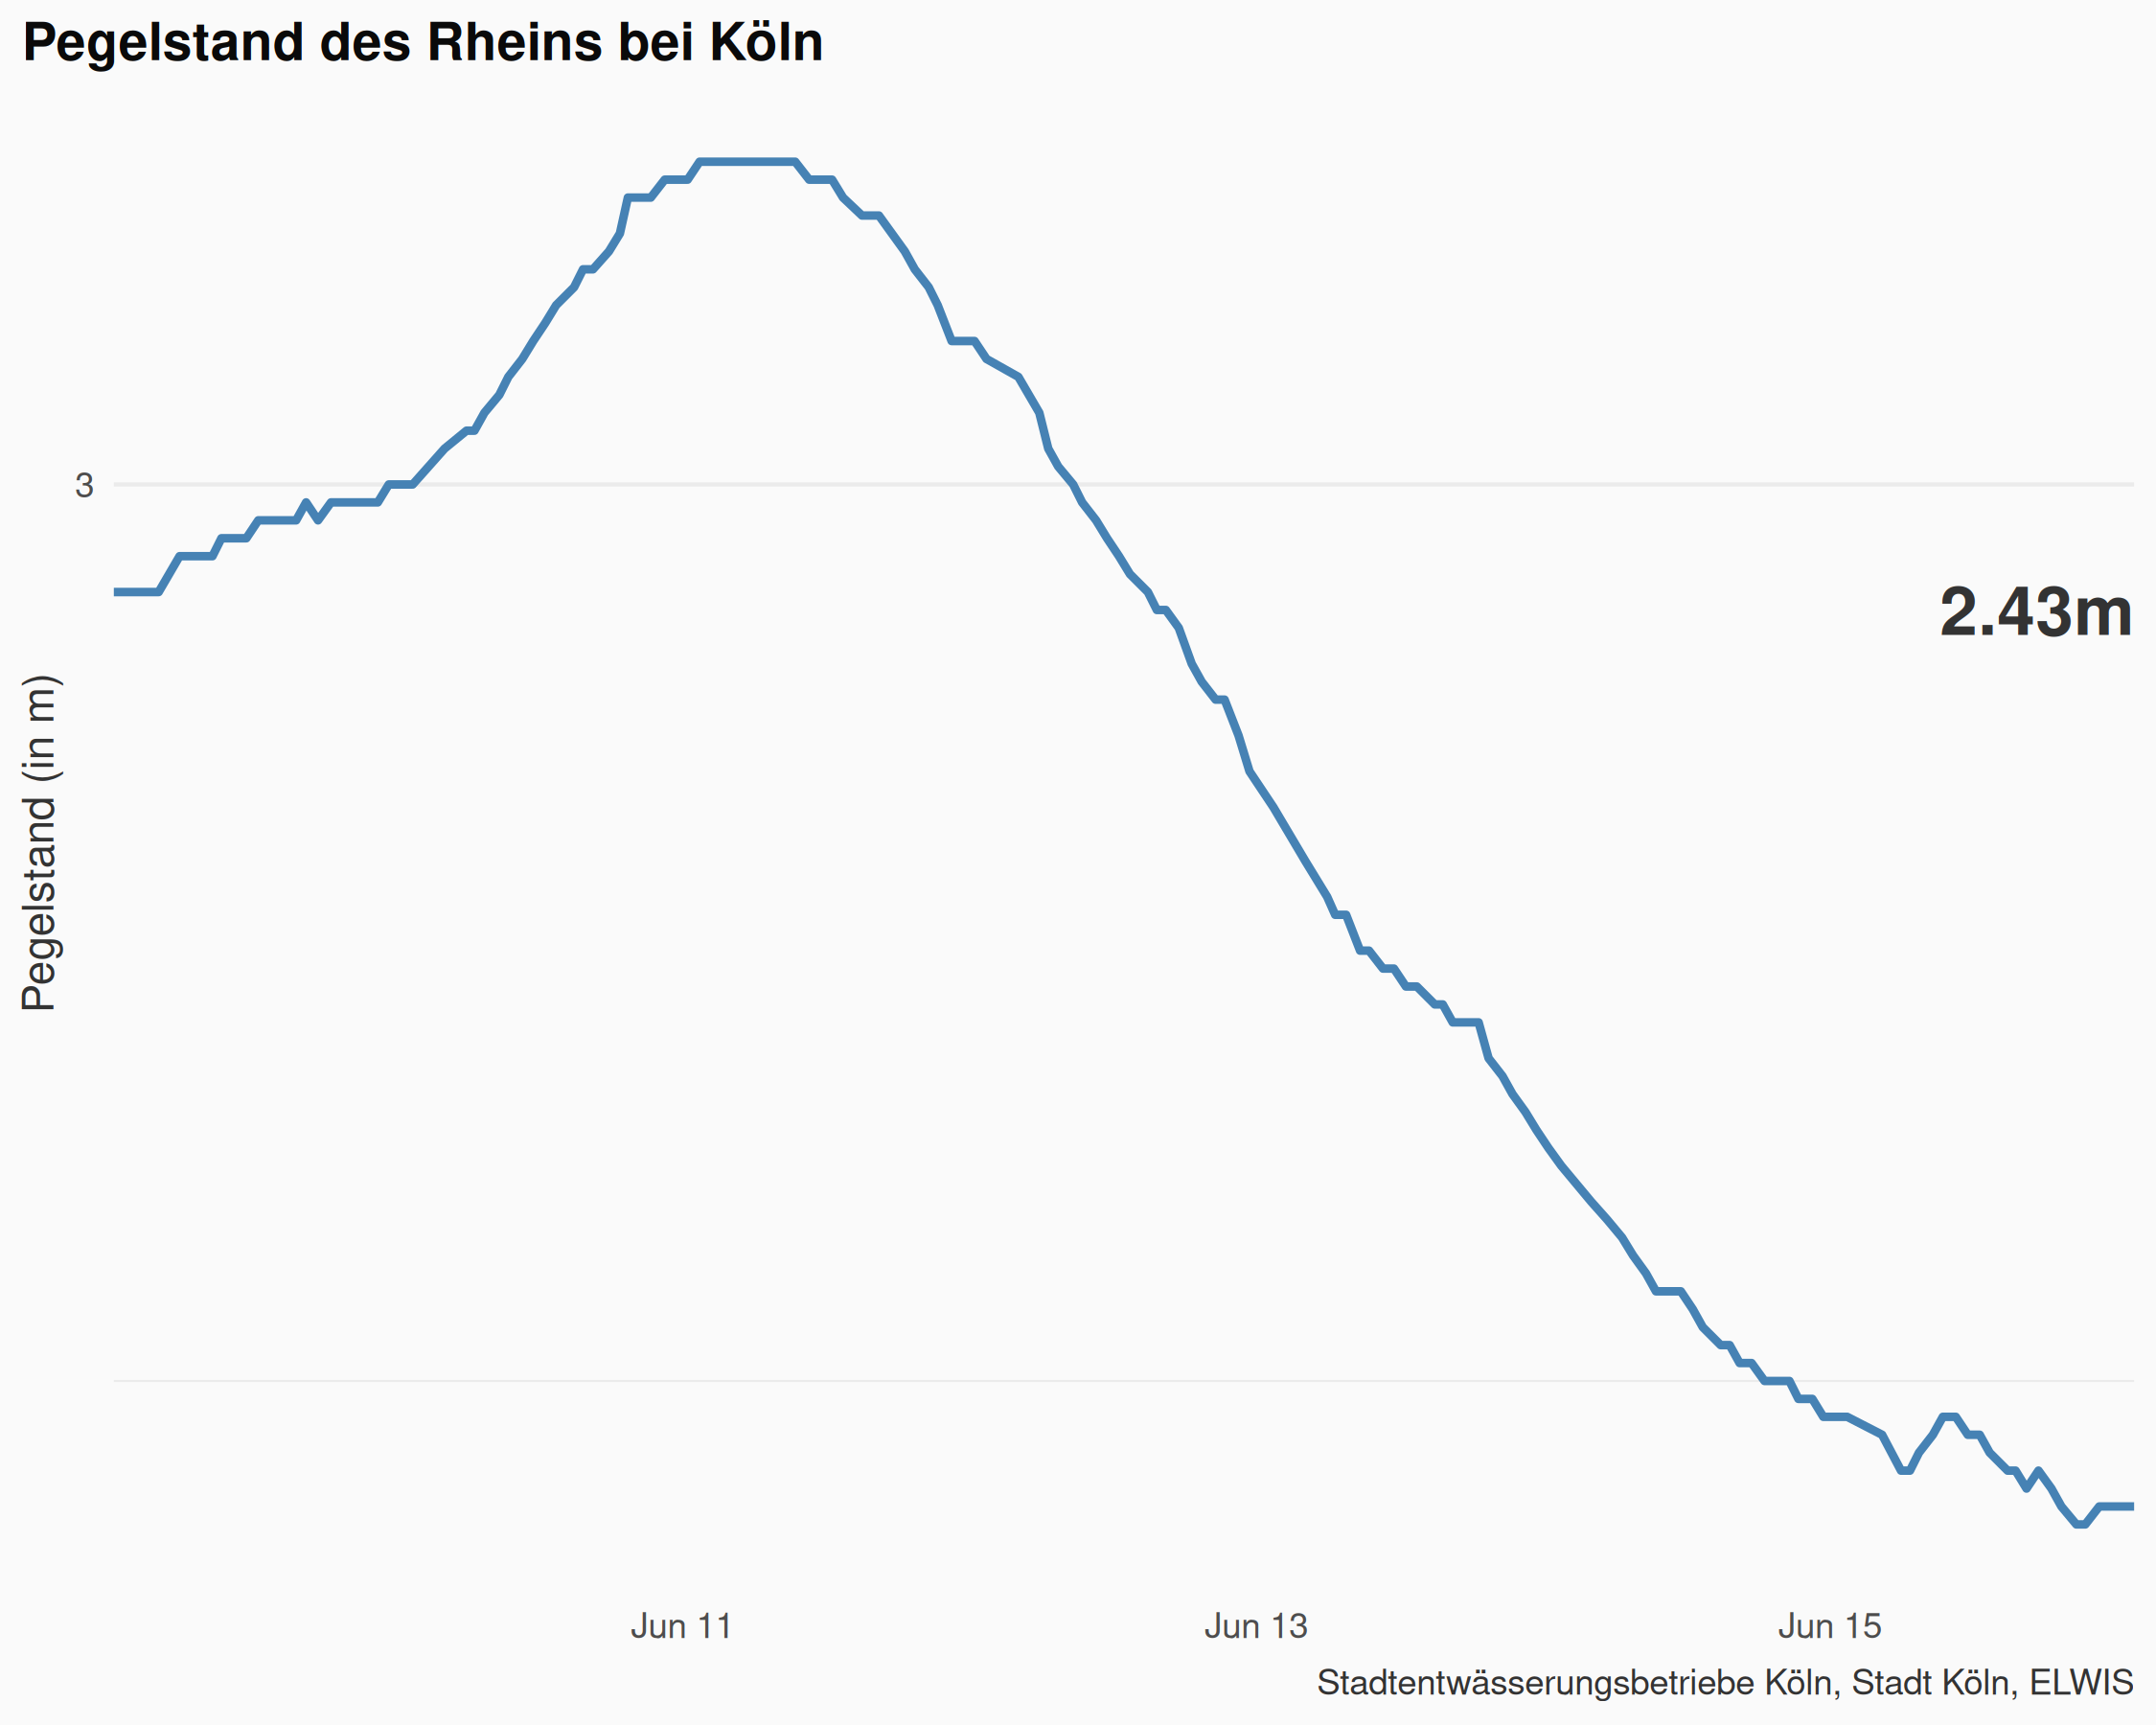 Pegelstand des Rheins bei Köln
3
2.43m
Pegelstand (in m)
Jun 11
Jun 13
Jun 15
Stadtentwässerungsbetriebe Köln, Stadt Köln, ELWIS